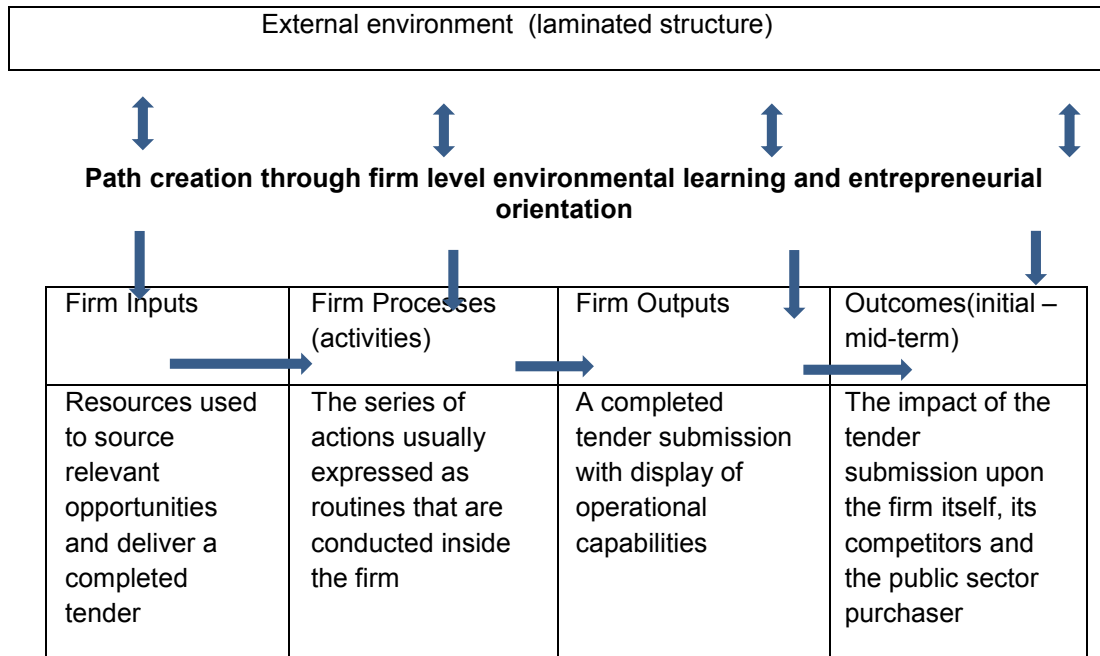 External environment (laminated structure)
Path creation through firm level environmental learning and entrepreneurial
orientation
Firm Inputs
Firm Processes
(activities)
Firm Outputs
Outcomes(initial –
mid-term)
Resources used
to source
relevant
opportunities
and deliver a
completed
tender
The series of
actions usually
expressed as
routines that are
conducted inside
the firm
A completed
tender submission
with display of
operational
capabilities
The impact of the
tender
submission upon
the firm itself, its
competitors and
the public sector
purchaser